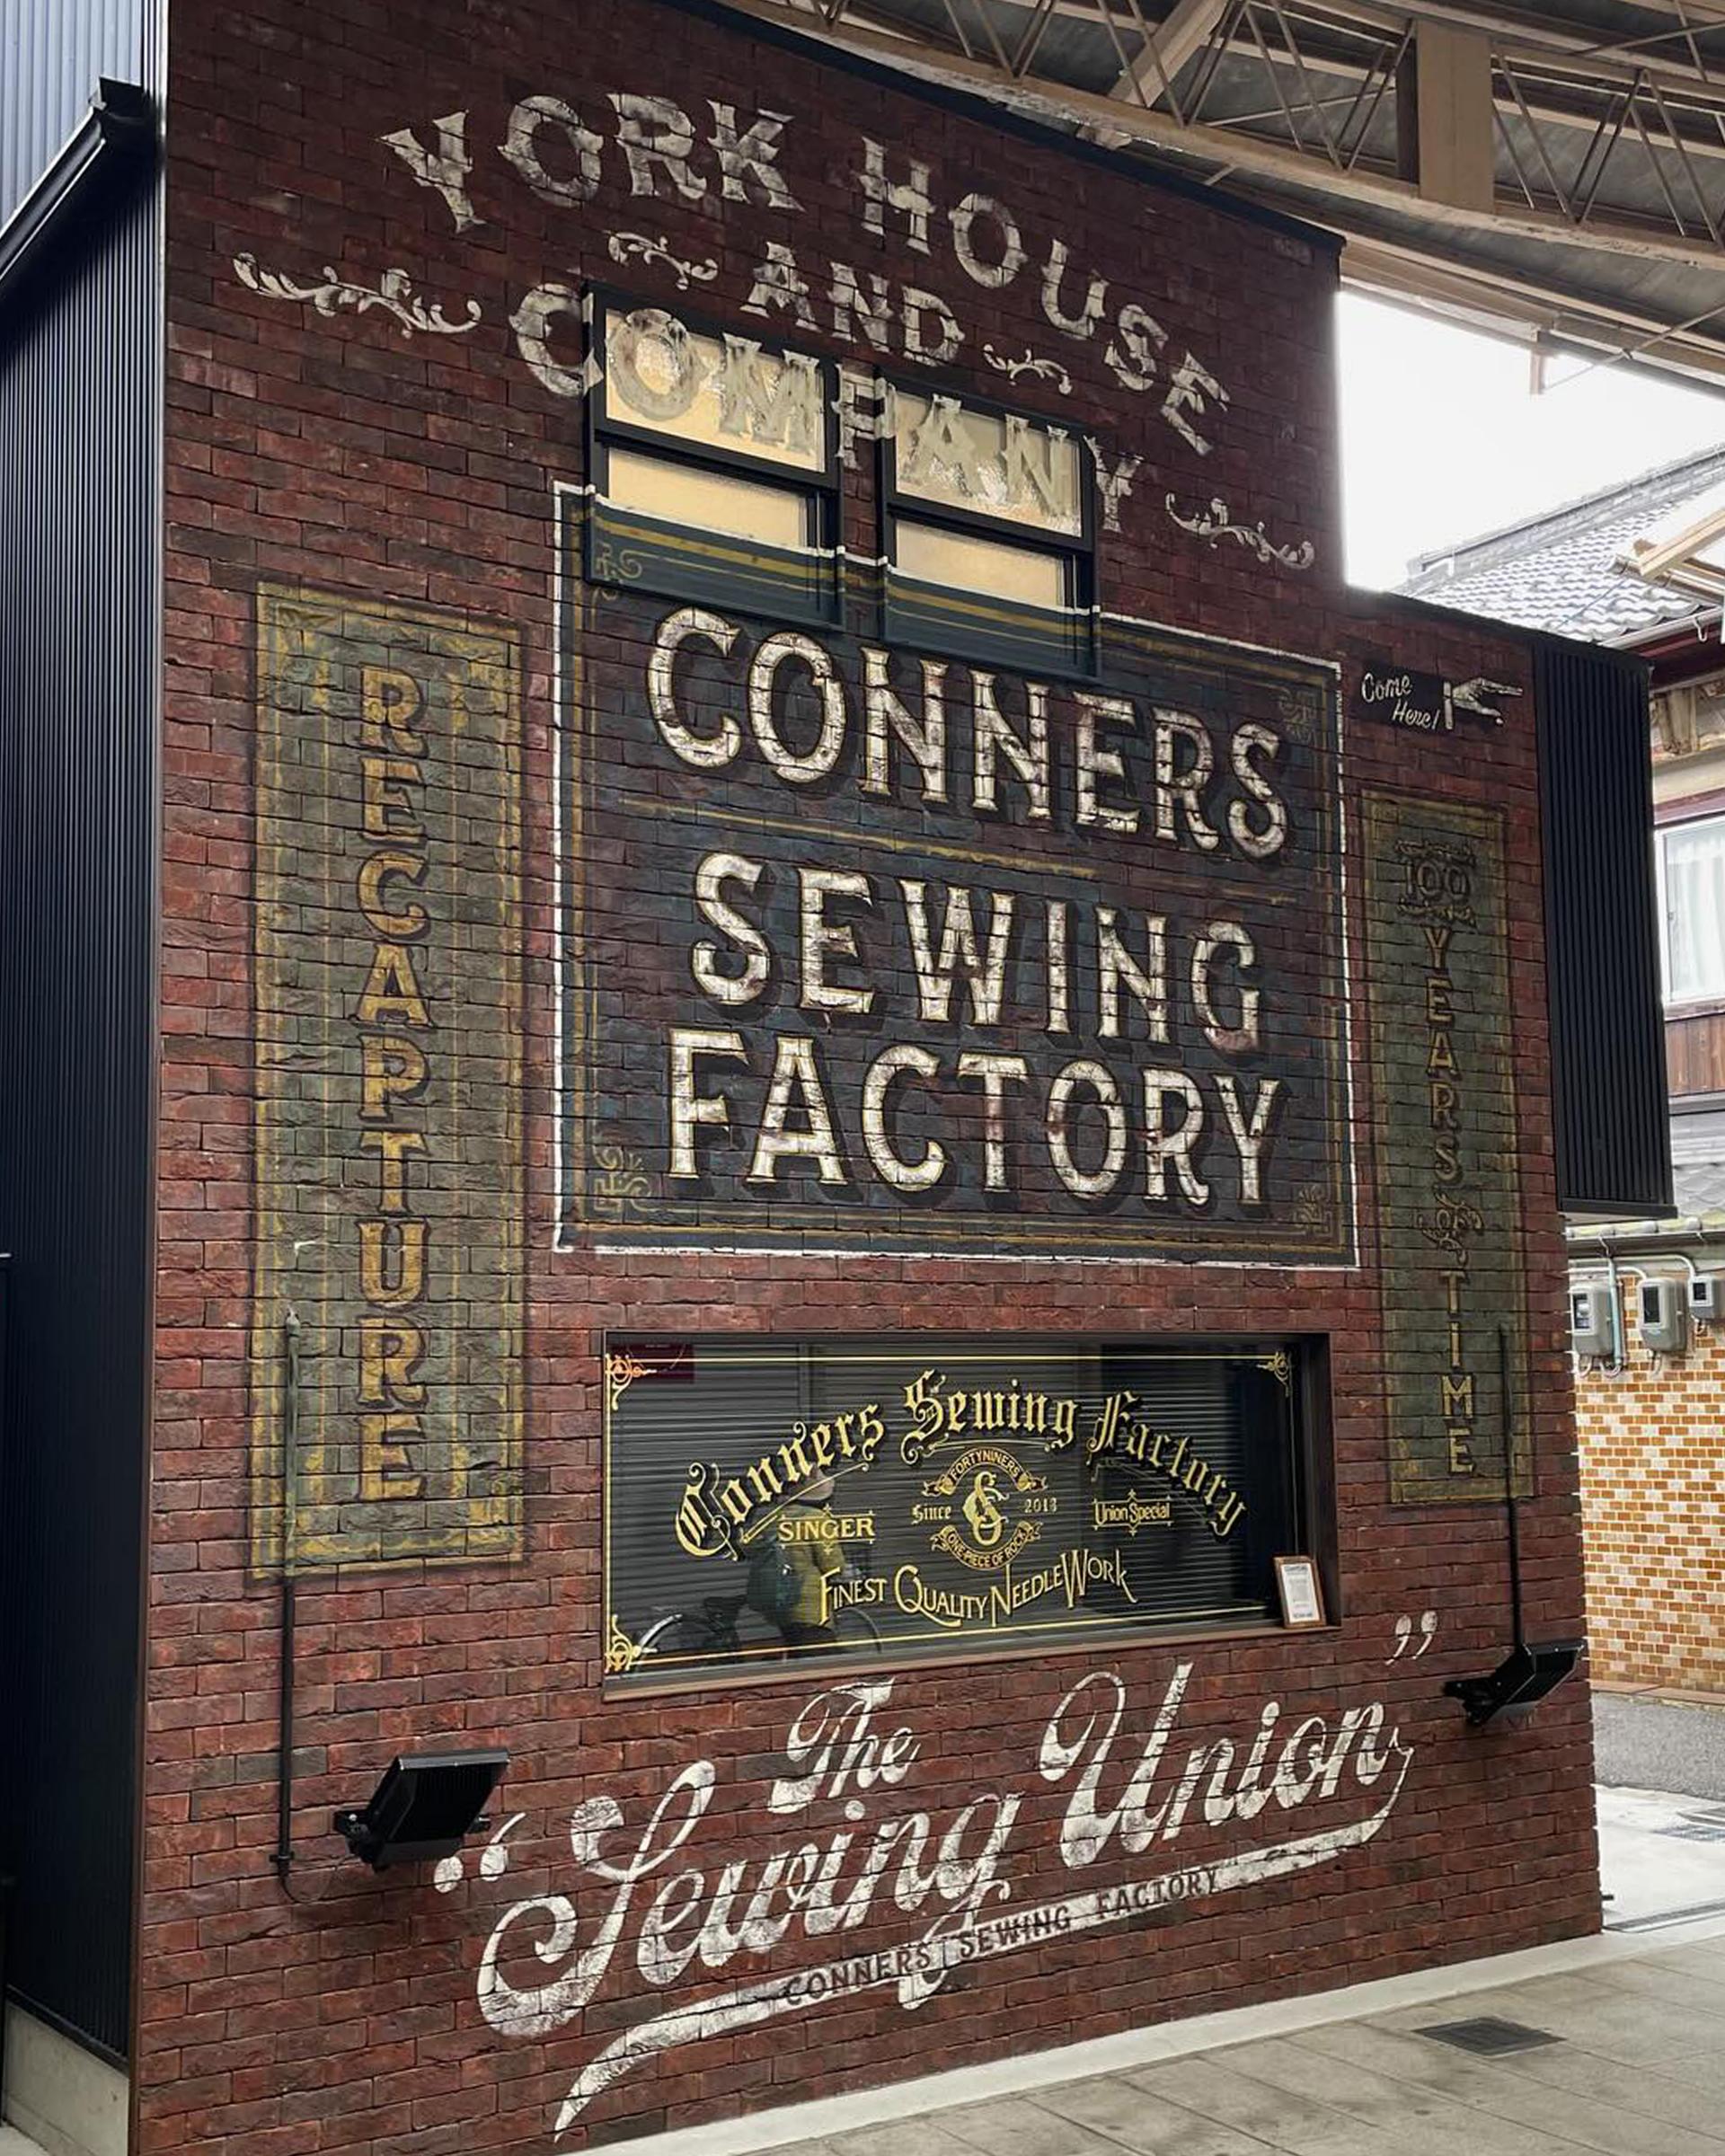 YORK HOUSE
AND
COMPANY
RECAPTURE
CONNERS
SEWING
FACTORY
Come
Here!
100
YEARS
OF
TIME
Conners Sewing Factory
FORTYNINERS
SINGER
Since 2013
Union Special
ONE-PIECE OF ROCK
FINEST QUALITY NEEDLEWORK
"The
Sewing Union"
CONNERS SEWING FACTORY